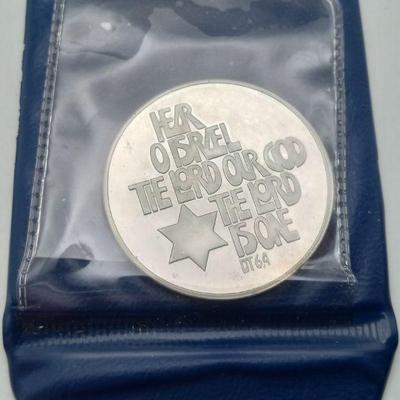 HEAR
O ISRAEL
THE LORD OUR GOD
THE LORD
IS ONE
DT 6,4